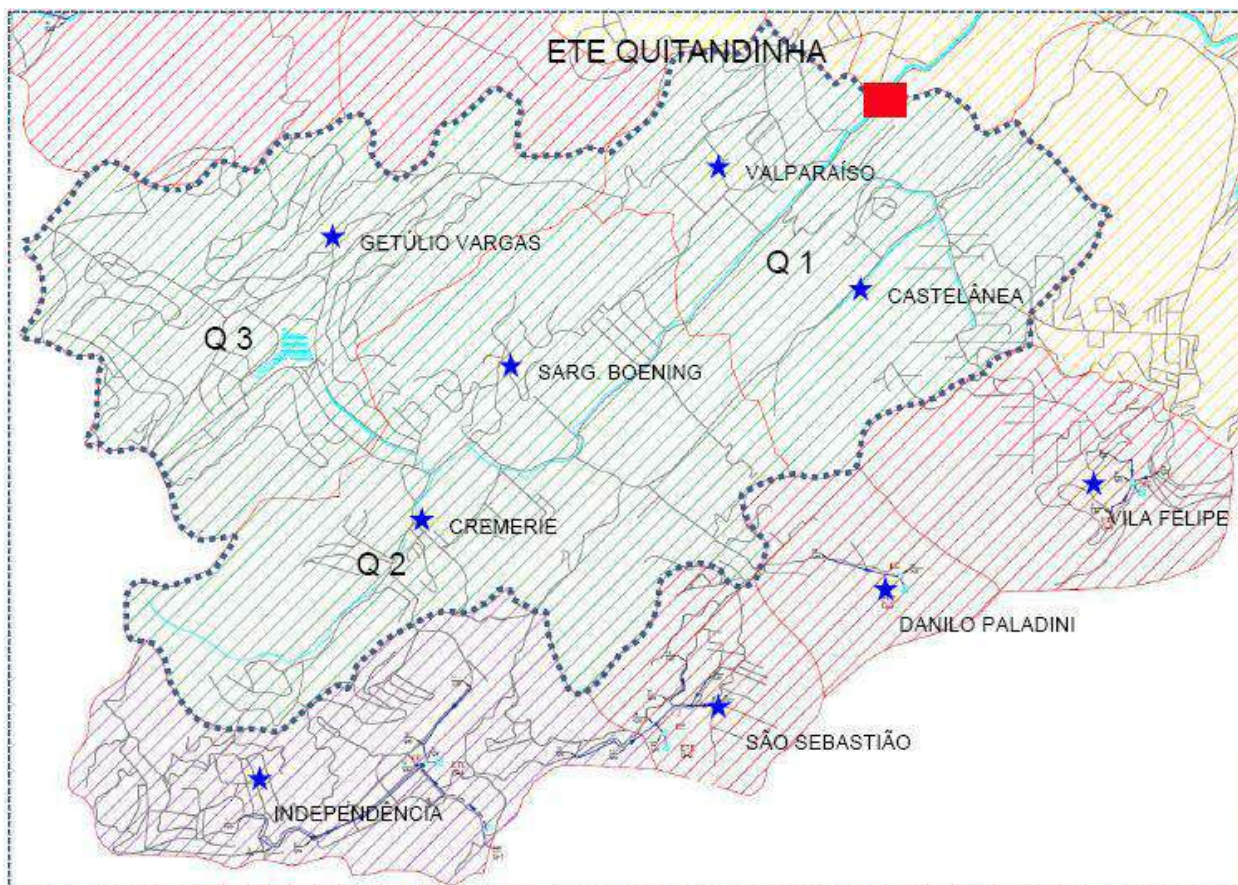 ETE QUITANDINHA
VALPARAÍSO
GETÚLIO VARGAS
Q 1
CASTELÂNEA
Q 3
SARG. BOENING
VILA FELIPE
CREMERIE
Q 2
DANILO PALADINI
SÃO SEBASTIÃO
INDEPENDÊNCIA